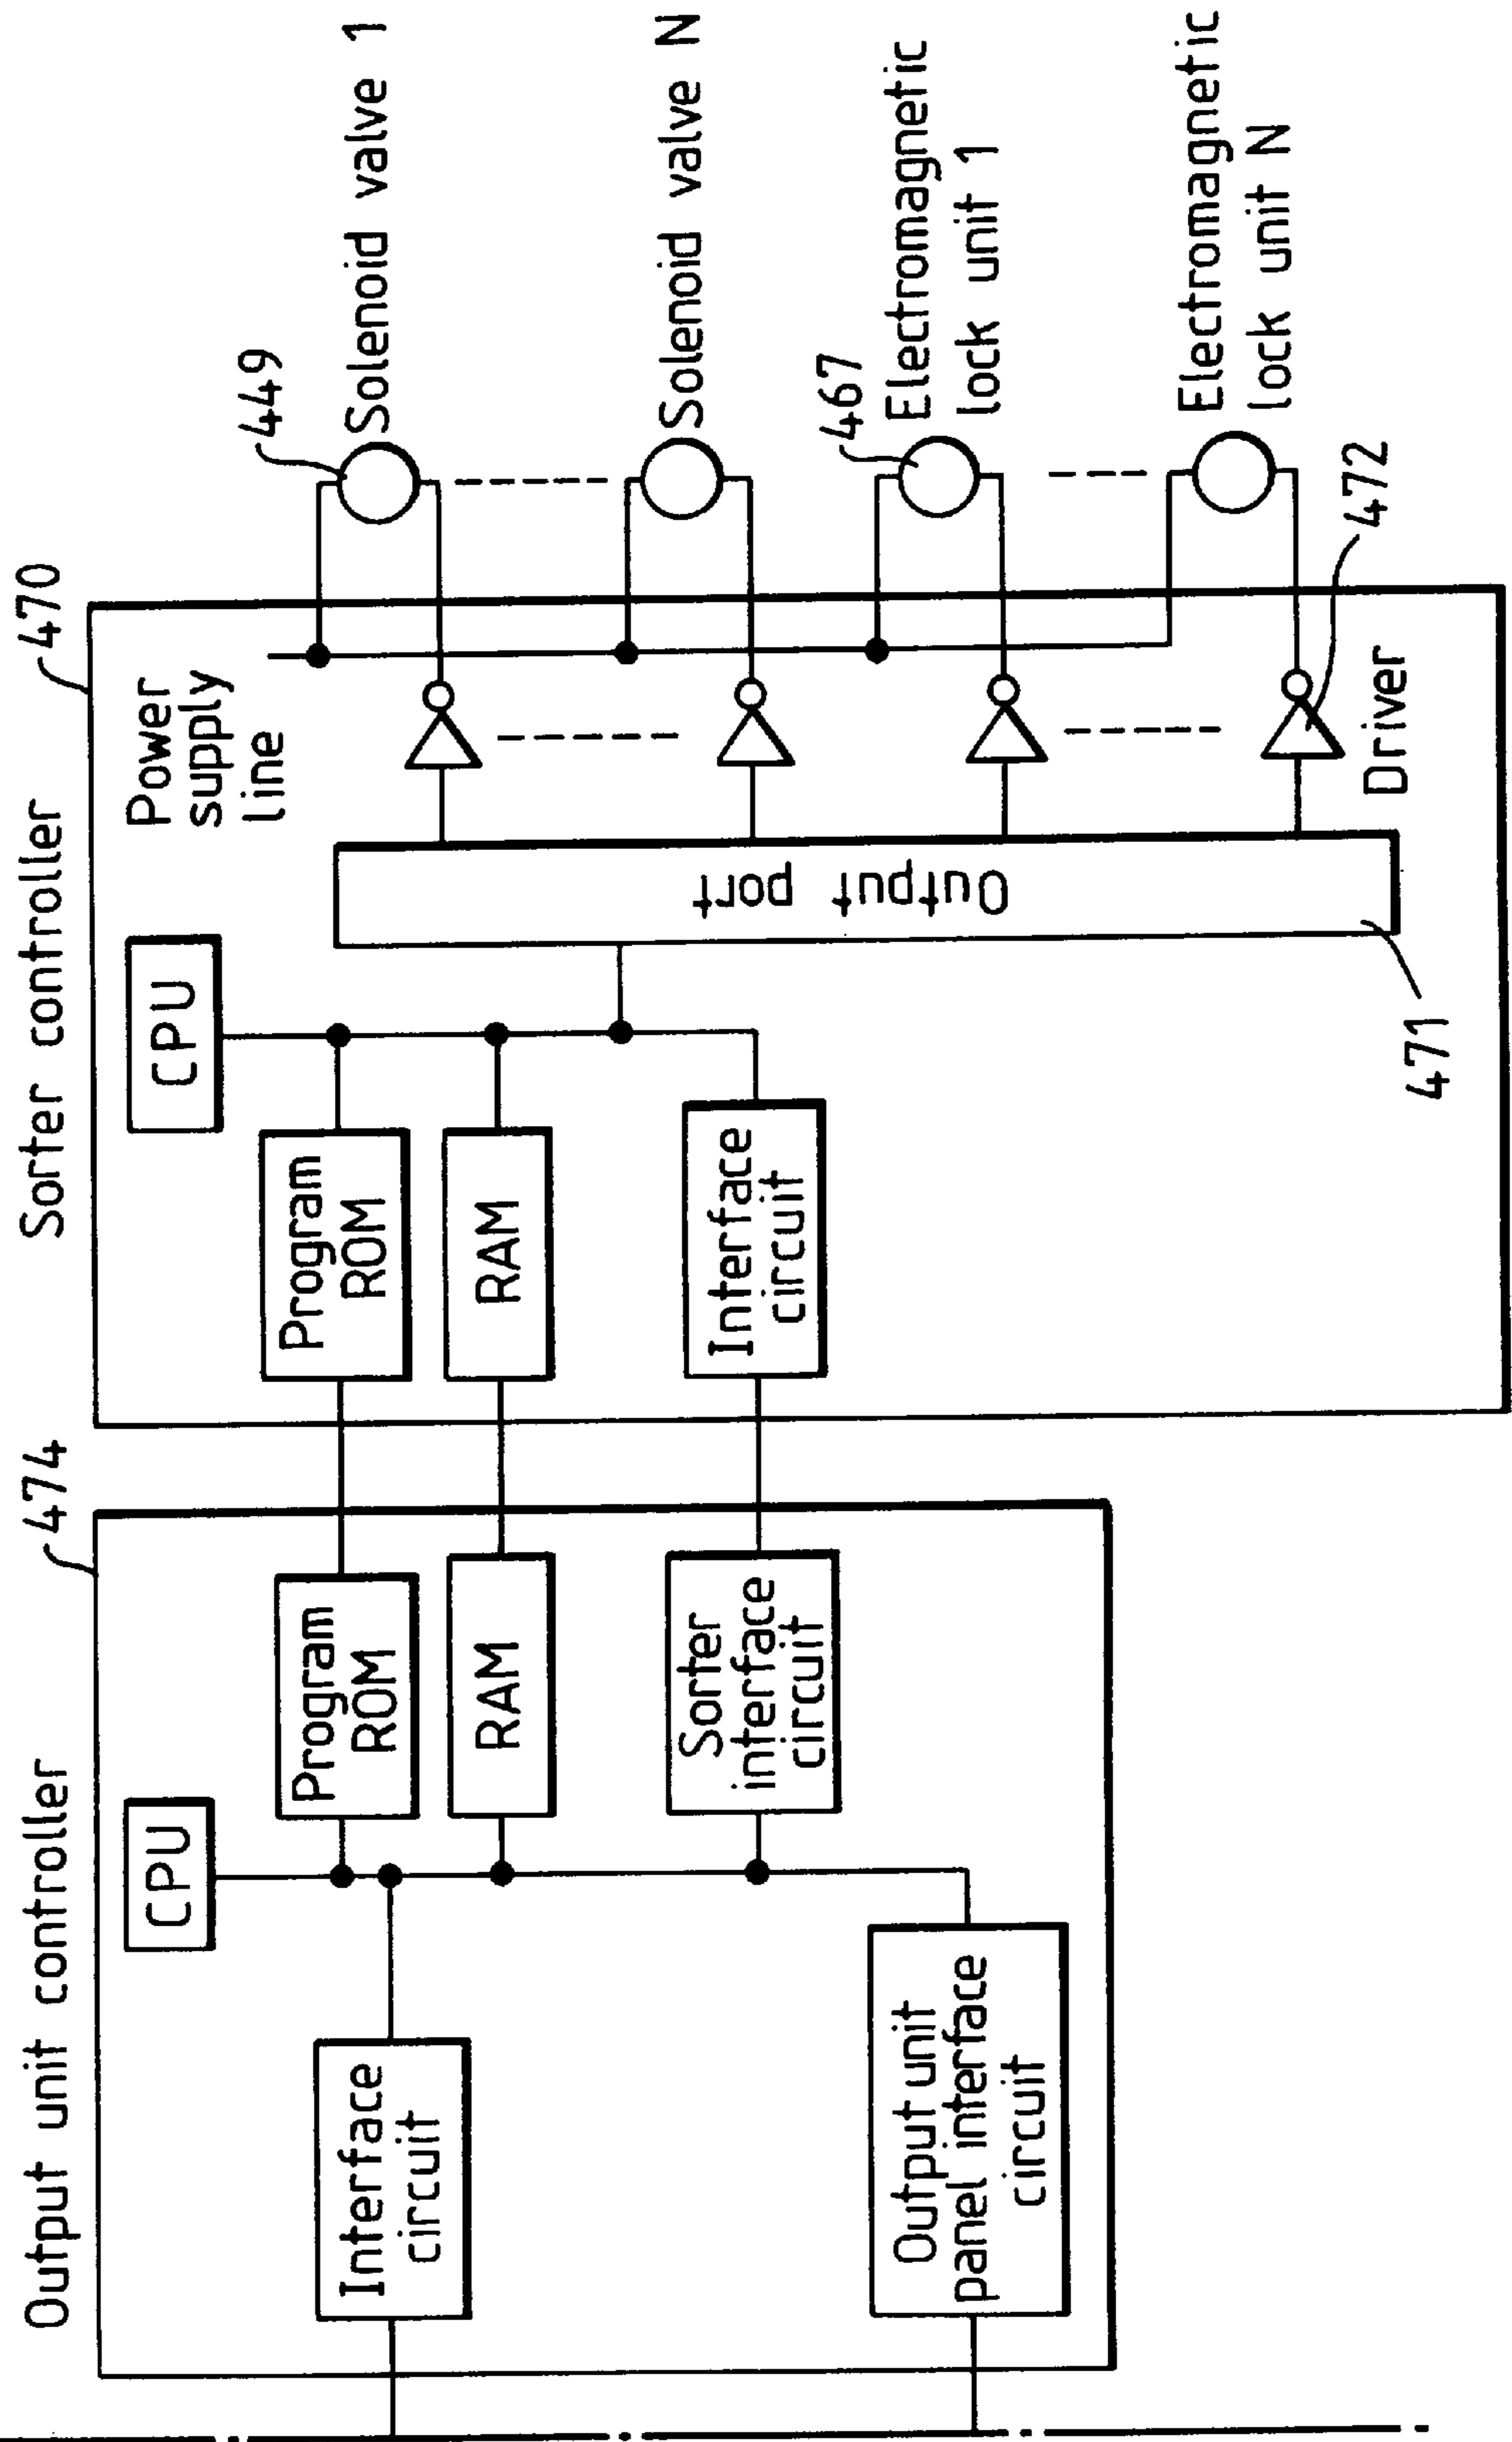 Output unit controller
474
CPU
Interface
circuit
Program
ROM
RAM
Sorter
interface
circuit
Output unit
panel interface
circuit
Sorter controller
470
CPU
Program
ROM
RAM
Interface
circuit
Power
supply
line
Output port
471
Driver
472
449
Solenoid valve 1
Solenoid valve N
467
Electromagnetic
lock unit 1
Electromagnetic
lock unit N